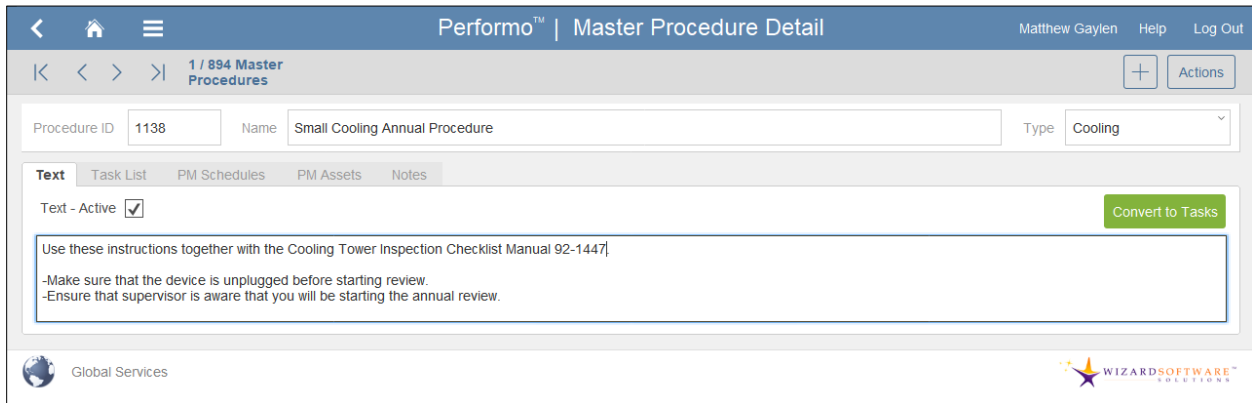 Performo™ | Master Procedure Detail
Matthew Gaylen Help Log Out
1 / 894 Master
Procedures
+ Actions
Procedure ID 1138 Name Small Cooling Annual Procedure Type Cooling
Text Task List PM Schedules PM Assets Notes
Text - Active
Convert to Tasks
Use these instructions together with the Cooling Tower Inspection Checklist Manual 92-1447.
-Make sure that the device is unplugged before starting review.
-Ensure that supervisor is aware that you will be starting the annual review.
Global Services
WIZARDSOFTWARE™
SOLUTIONS